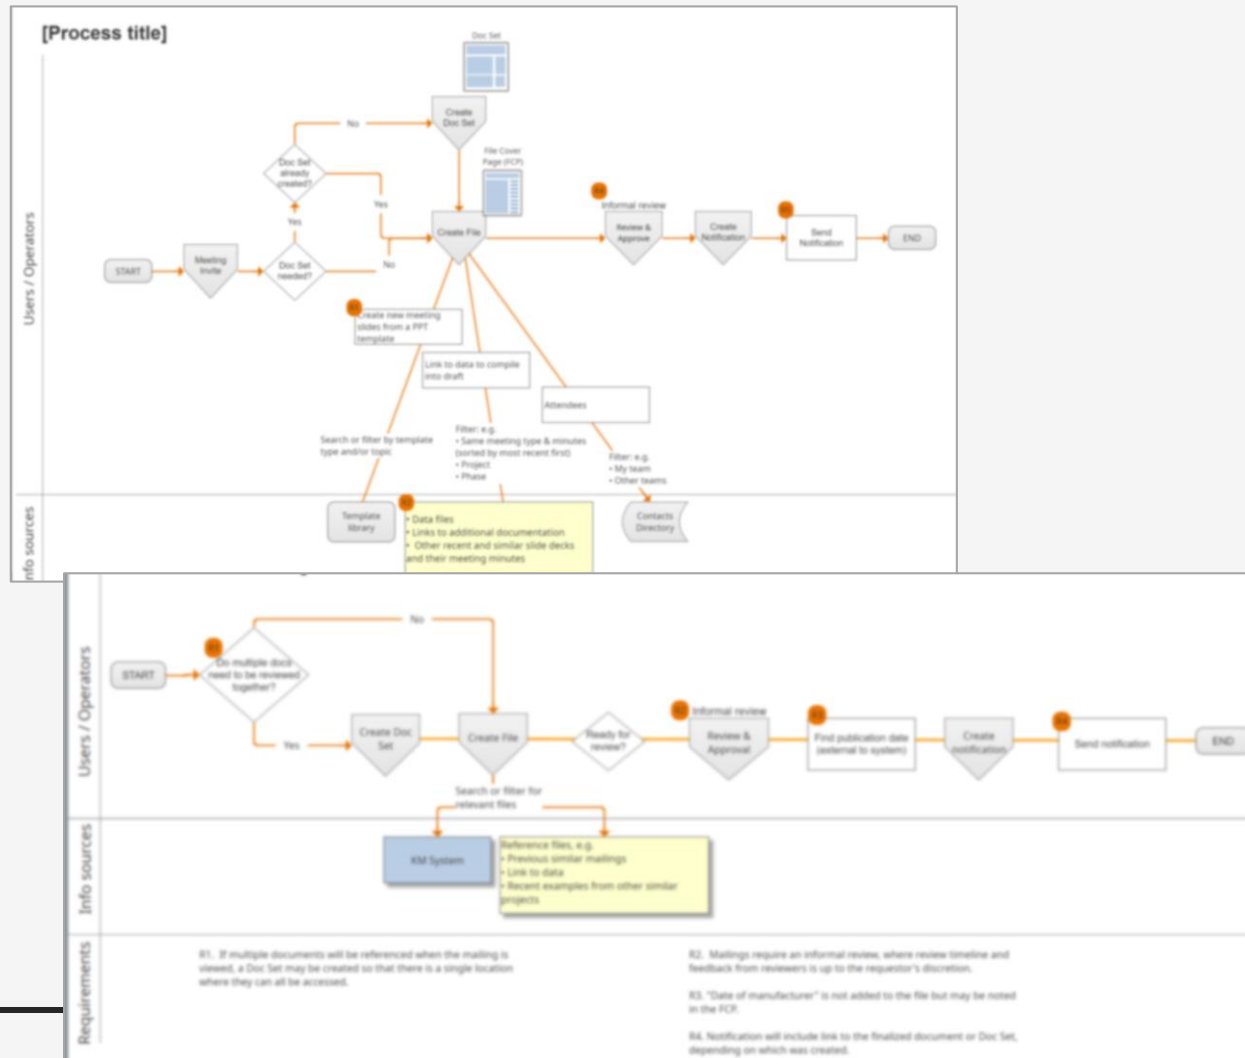 [Process title]
Doc Set
Create
Doc Set
No
File Cover
Page (FCP)
Doc Set
already
created?
Yes
Yes
Informal review
Create File
Review &
Approve
Create
Notification
Send
Notification
END
START
Meeting
Invite
Doc Set
needed?
No
Users / Operators
Create new meeting
slides from a PPT
template
Link to data to compile
into draft
Attendees
Search or filter by template
type and/or topic
Filter: e.g.
• Same meeting type & minutes
(sorted by most recent first)
• Project
• Phase
Filter: e.g.
• My team
• Other teams
nfo sources
Template
library
• Data files
• Links to additional documentation
• Other recent and similar slide decks
and their meeting minutes
Contacts
Directory
No
Users / Operators
START
Do multiple docs
need to be reviewed
together?
Yes
Create Doc
Set
Create File
Ready for
review?
R2
Informal review
Review &
Approval
R3
Find publication date
(external to system)
Create
notification
R4
Send notification
END
Search or filter for
relevant files
Info sources
KM System
Reference files, e.g.
• Previous similar mailings
• Link to data
• Recent examples from other similar
projects
Requirements
R1. If multiple documents will be referenced when the mailing is
viewed, a Doc Set may be created so that there is a single location
where they can all be accessed.
R2. Mailings require an informal review, where review timeline and
feedback from reviewers is up to the requestor's discretion.
R3. "Date of manufacturer" is not added to the file but may be noted
in the FCP.
R4. Notification will include link to the finalized document or Doc Set,
depending on which was created.